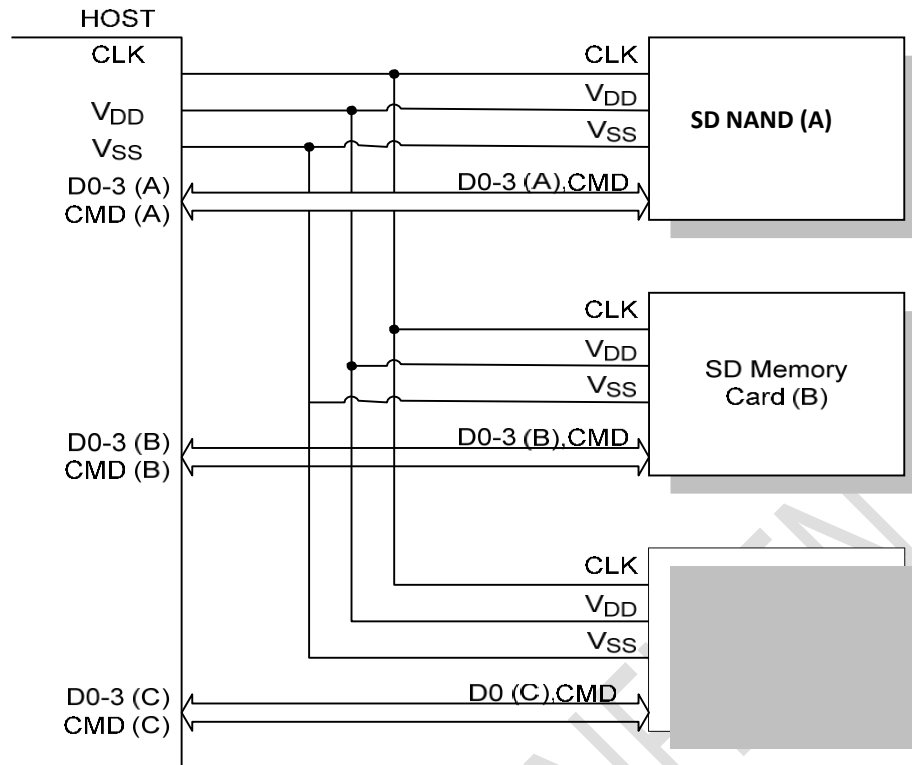 HOST
CLK
VDD
VSS
D0-3 (A)
CMD (A)
CLK
VDD
VSS
D0-3 (A),CMD
SD NAND (A)
CLK
VDD
VSS
D0-3 (B)
CMD (B)
D0-3 (B),CMD
SD Memory
Card (B)
CLK
VDD
VSS
D0-3 (C)
CMD (C)
D0 (C),CMD